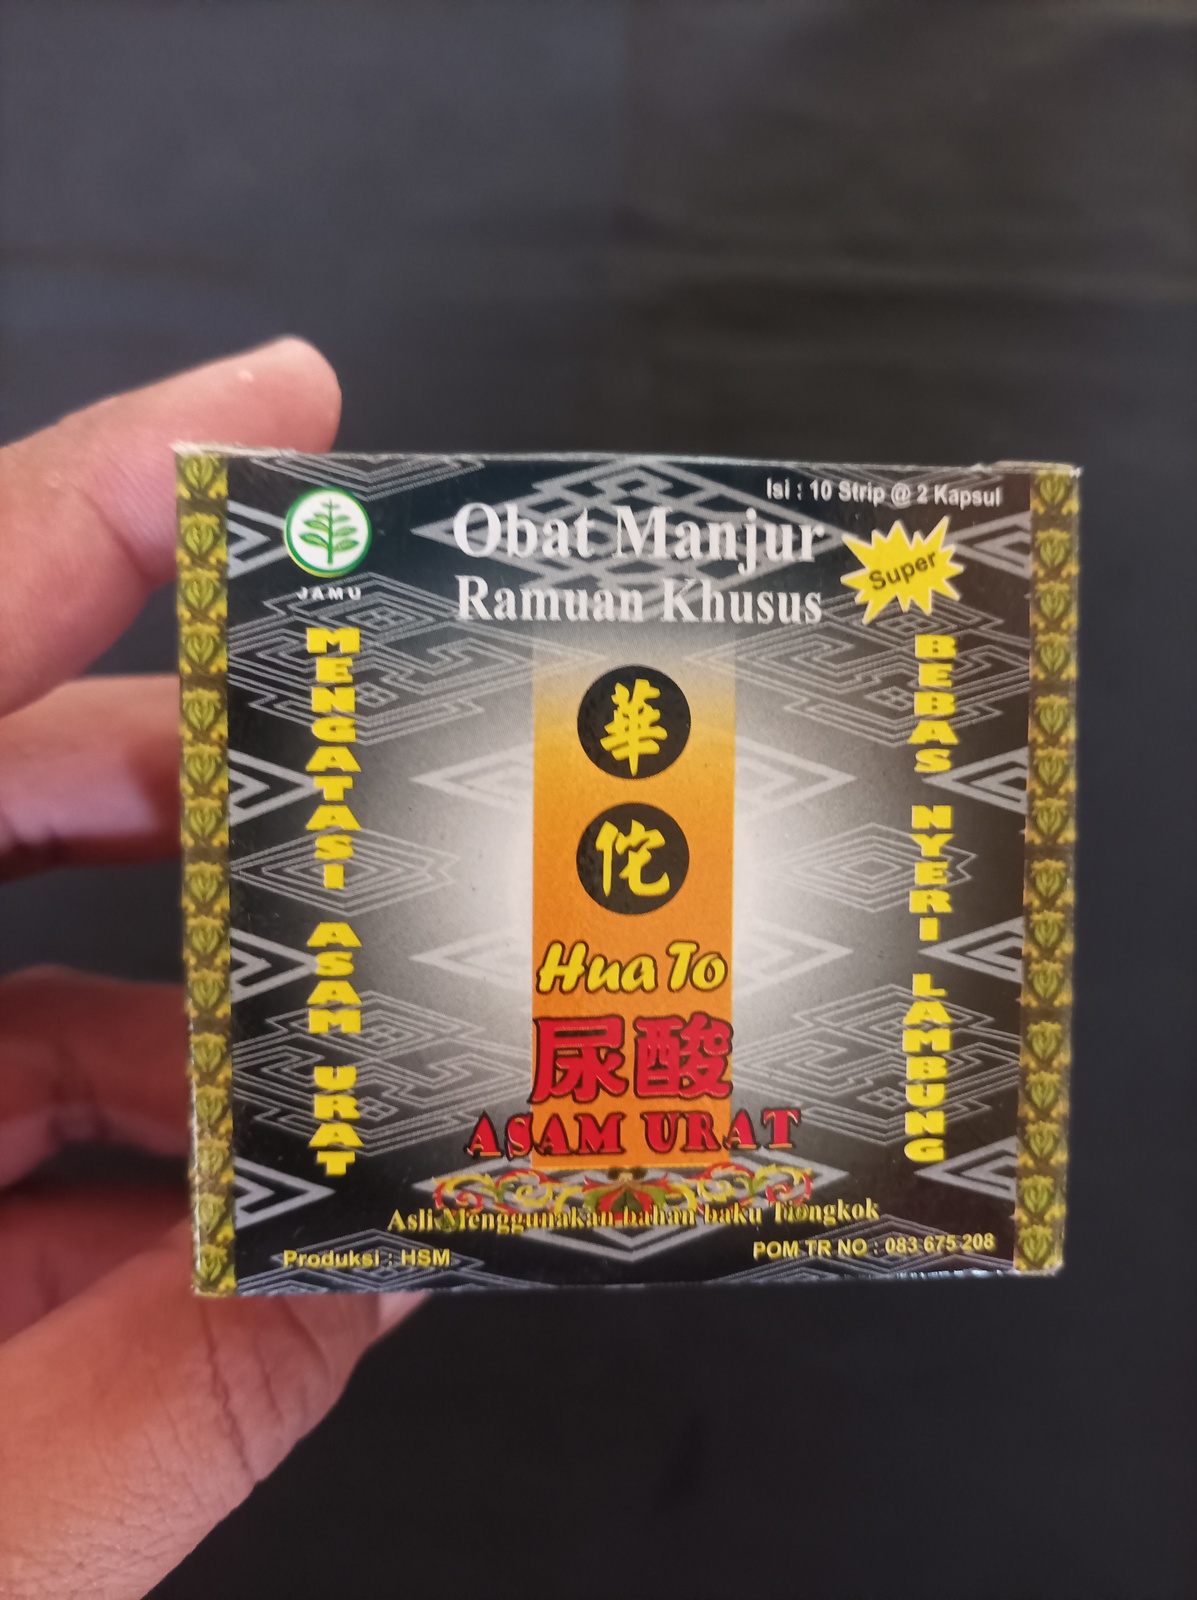 Isi : 10 Strip @ 2 Kapsul
Obat Manjur
Ramuan Khusus
Super
JAMU
MENGATASI ASAM URAT
BEBAS NYERI LAMBUNG
華
佗
Hua To
尿酸
ASAM URAT
Asli Menggunakan bahan baku Tiongkok
Produksi : HSM
POM TR NO : 083 675 208